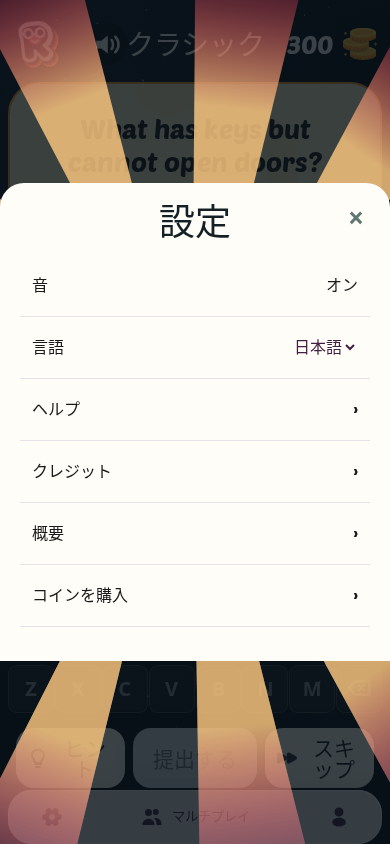 クラシック 300
What has keys but
cannot open doors?
設定 ×
音 オン
言語 日本語
ヘルプ ›
クレジット ›
概要 ›
コインを購入 ›
Z X C V B N M
ヒン
ト
提出する
スキ
ップ
マルチプレイ